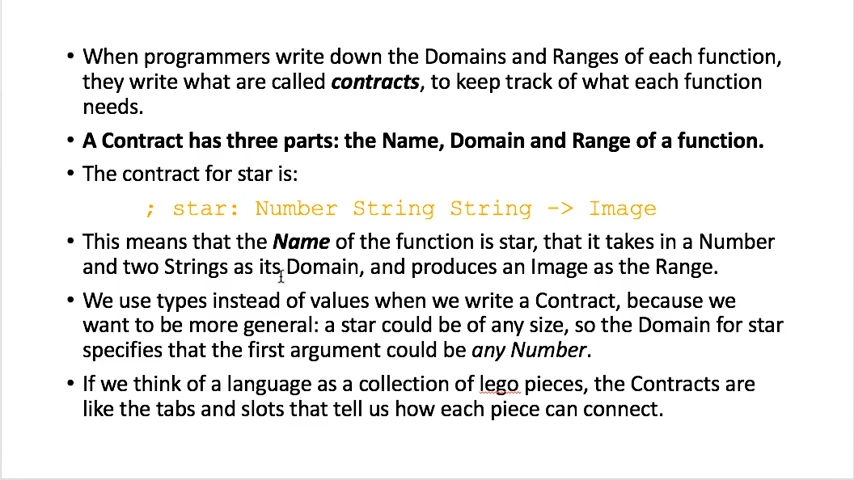 • When programmers write down the Domains and Ranges of each function,
they write what are called contracts, to keep track of what each function
needs.
• A Contract has three parts: the Name, Domain and Range of a function.
• The contract for star is:
; star: Number String String -> Image
• This means that the Name of the function is star, that it takes in a Number
and two Strings as its Domain, and produces an Image as the Range.
• We use types instead of values when we write a Contract, because we
want to be more general: a star could be of any size, so the Domain for star
specifies that the first argument could be any Number.
• If we think of a language as a collection of lego pieces, the Contracts are
like the tabs and slots that tell us how each piece can connect.